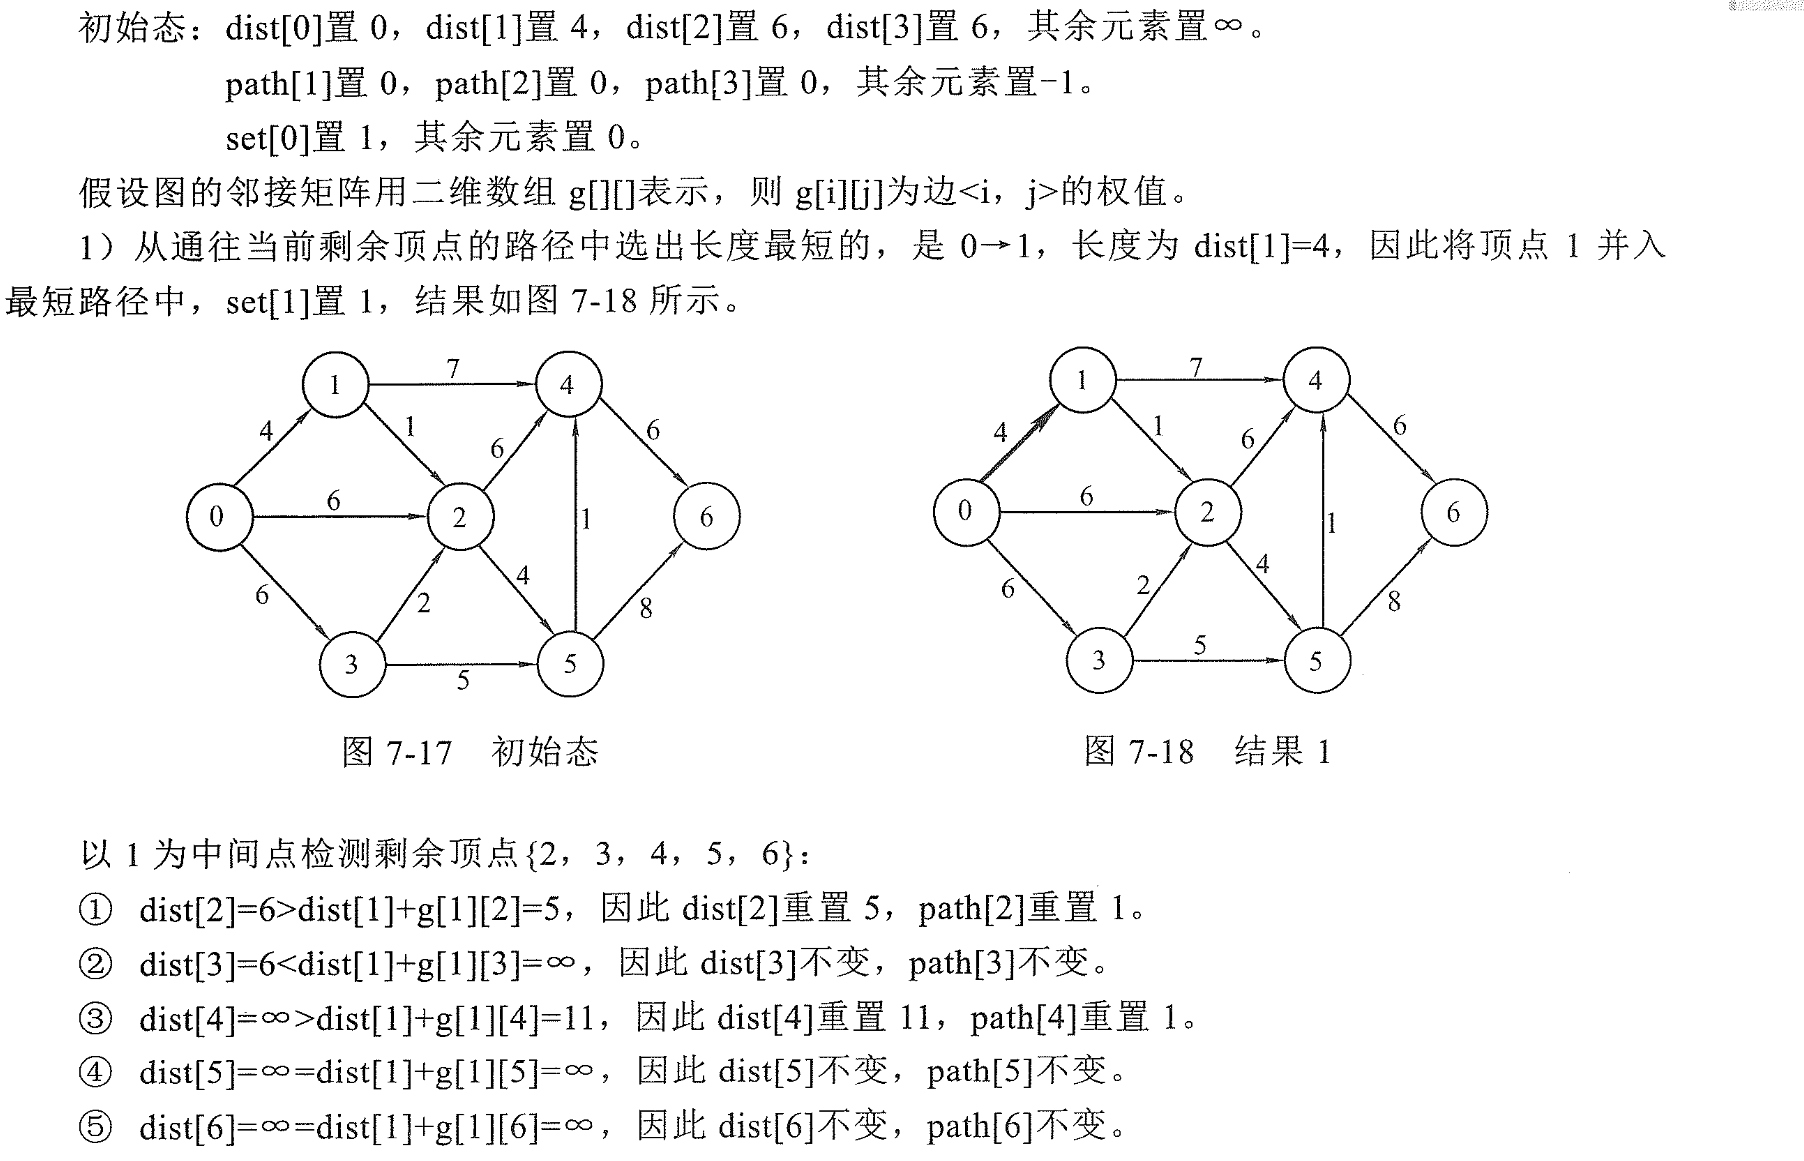 初始态：dist[0]置 0，dist[1]置 4，dist[2]置 6，dist[3]置 6，其余元素置∞。
path[1]置 0，path[2]置 0，path[3]置 0，其余元素置-1。
set[0]置 1，其余元素置 0。
假设图的邻接矩阵用二维数组 g[][]表示，则 g[i][j]为边<i，j>的权值。
1）从通往当前剩余顶点的路径中选出长度最短的，是 0→1，长度为 dist[1]=4，因此将顶点 1 并入
最短路径中，set[1]置 1，结果如图 7-18 所示。
1 7 4
4 1 6 6
0 6 2 1 6
6 2 4 8
3 5 5
图 7-17 初始态
1 7 4
4 1 6 6
0 6 2 1 6
6 2 4 8
3 5 5
图 7-18 结果 1
以 1 为中间点检测剩余顶点{2，3，4，5，6}：
① dist[2]=6>dist[1]+g[1][2]=5，因此 dist[2]重置 5，path[2]重置 1。
② dist[3]=6<dist[1]+g[1][3]=∞，因此 dist[3]不变，path[3]不变。
③ dist[4]=∞>dist[1]+g[1][4]=11，因此 dist[4]重置 11，path[4]重置 1。
④ dist[5]=∞=dist[1]+g[1][5]=∞，因此 dist[5]不变，path[5]不变。
⑤ dist[6]=∞=dist[1]+g[1][6]=∞，因此 dist[6]不变，path[6]不变。